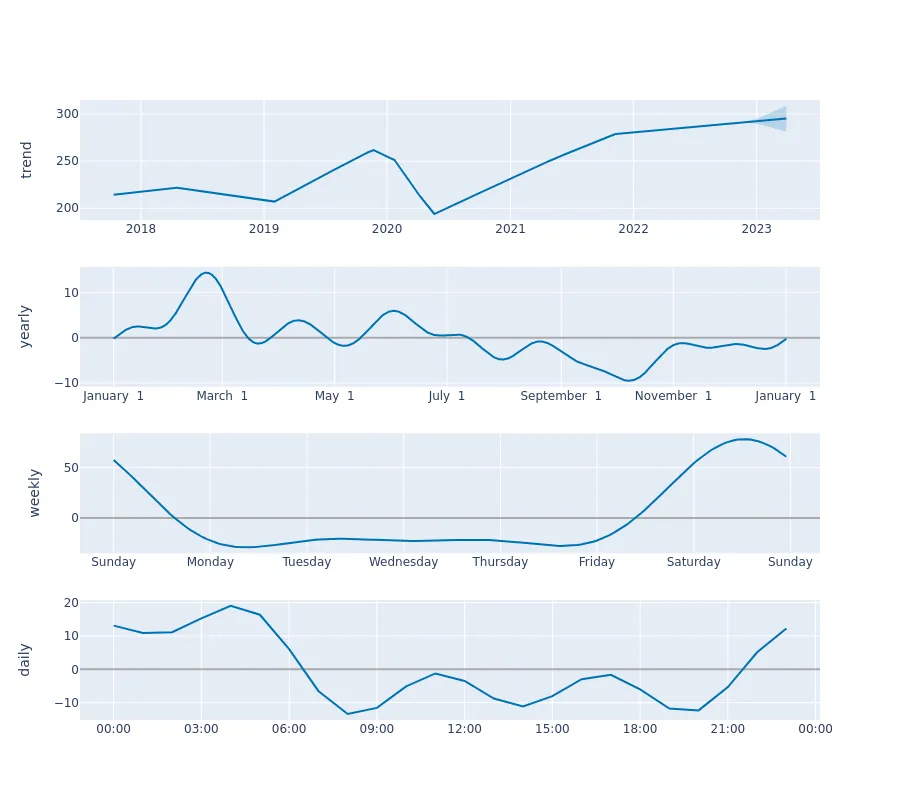 trend
300
250
200
2018 2019 2020 2021 2022 2023
yearly
10
0
−10
January 1 March 1 May 1 July 1 September 1 November 1 January 1
weekly
50
0
Sunday Monday Tuesday Wednesday Thursday Friday Saturday Sunday
daily
20
10
0
−10
00:00 03:00 06:00 09:00 12:00 15:00 18:00 21:00 00:00